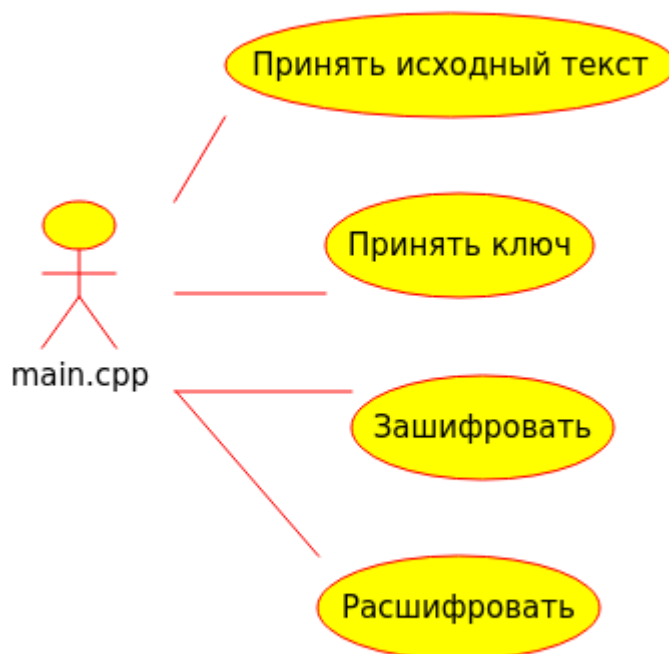 Принять исходный текст
Принять ключ
main.cpp
Зашифровать
Расшифровать